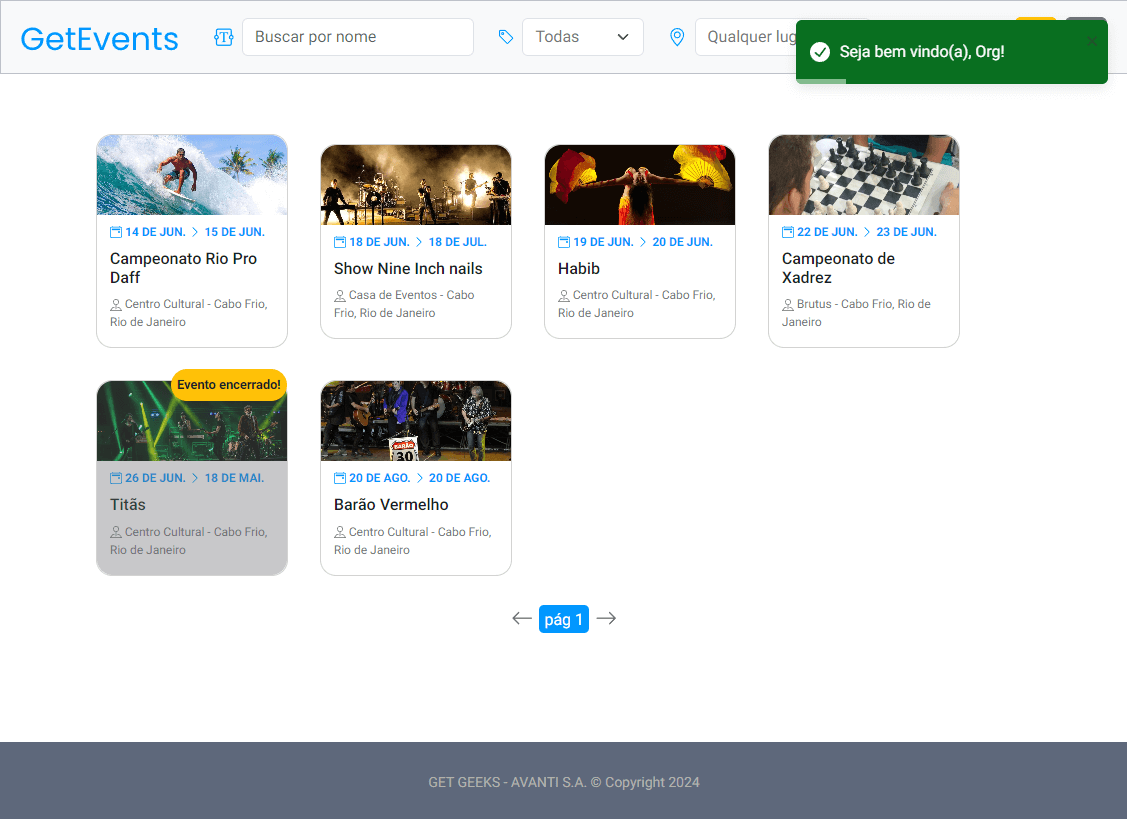 GetEvents
Buscar por nome
Todas
Qualquer lug
Seja bem vindo(a), Org!
14 DE JUN. > 15 DE JUN.
Campeonato Rio Pro
Daff
Centro Cultural - Cabo Frio,
Rio de Janeiro
18 DE JUN. > 18 DE JUL.
Show Nine Inch nails
Casa de Eventos - Cabo
Frio, Rio de Janeiro
19 DE JUN. > 20 DE JUN.
Habib
Centro Cultural - Cabo Frio,
Rio de Janeiro
22 DE JUN. > 23 DE JUN.
Campeonato de
Xadrez
Brutus - Cabo Frio, Rio de
Janeiro
Evento encerrado!
26 DE JUN. > 18 DE MAI.
Titãs
Centro Cultural - Cabo Frio,
Rio de Janeiro
30
20 DE AGO. > 20 DE AGO.
Barão Vermelho
Centro Cultural - Cabo Frio,
Rio de Janeiro
pág 1
GET GEEKS - AVANTI S.A. © Copyright 2024